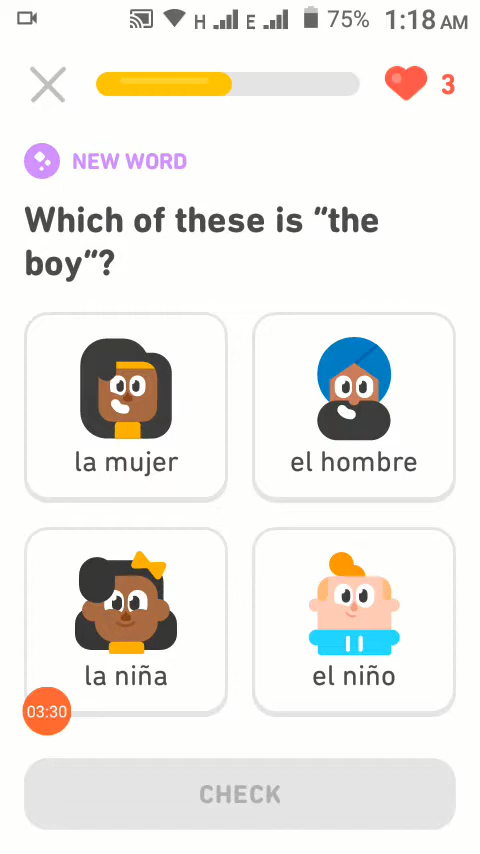 H E 75% 1:18 AM
3
NEW WORD
Which of these is "the
boy"?
la mujer
el hombre
la niña
el niño
03:30
CHECK